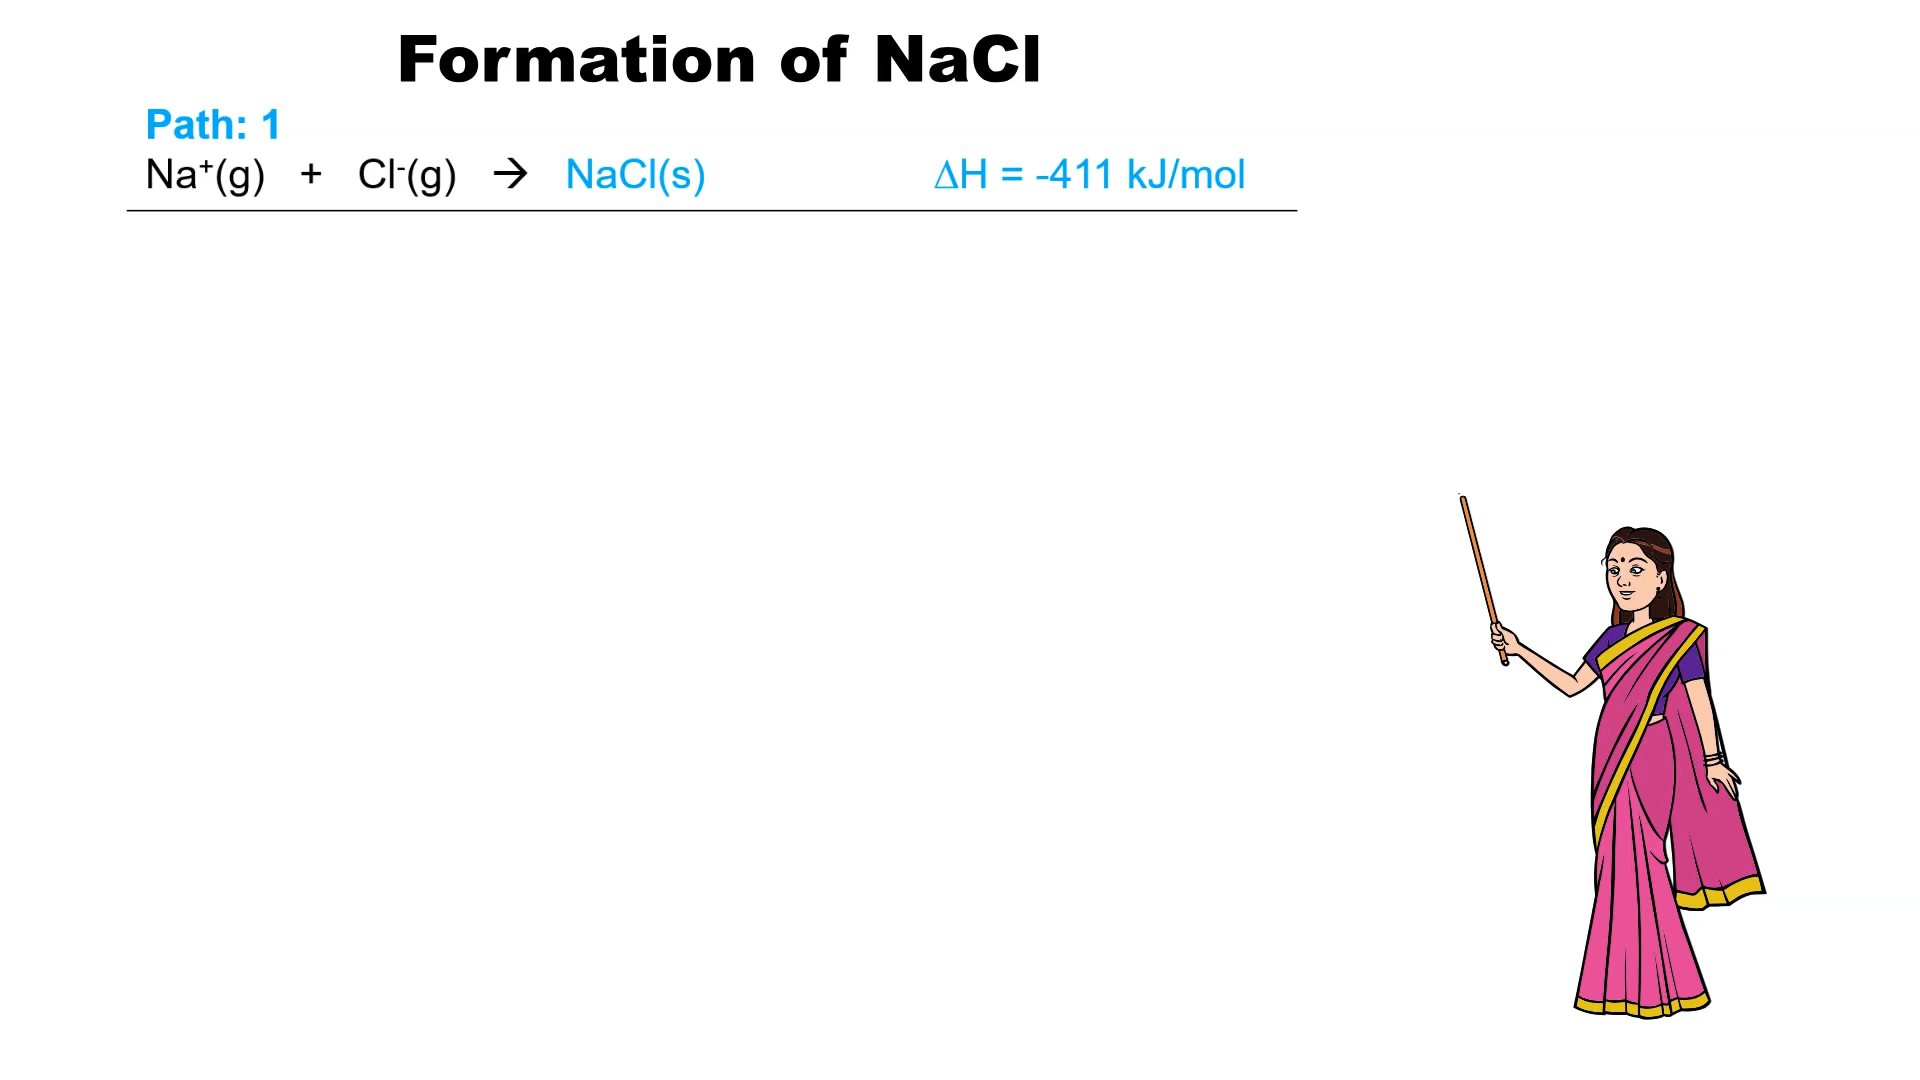 Formation of NaCl
Path: 1
Na⁺(g) + Cl⁻(g) → NaCl(s) ΔH = -411 kJ/mol